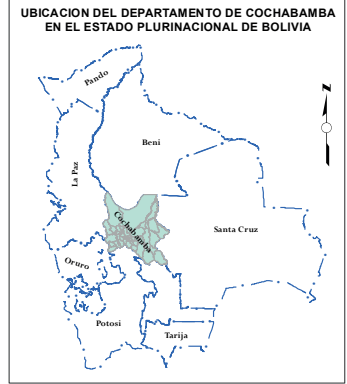 UBICACION DEL DEPARTAMENTO DE COCHABAMBA
EN EL ESTADO PLURINACIONAL DE BOLIVIA
Pando
N
Beni
La Paz
Cochabamba
Santa Cruz
Oruro
Potosi
Tarija